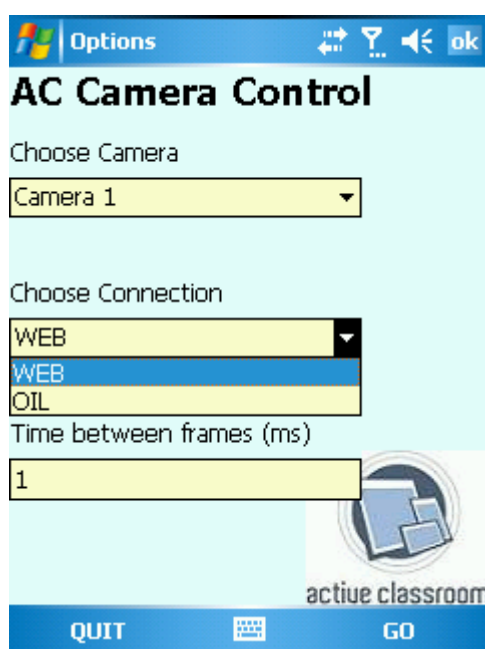 Options
ok
AC Camera Control
Choose Camera
Camera 1
Choose Connection
WEB
WEB
OIL
Time between frames (ms)
1
active classroom
QUIT
GO